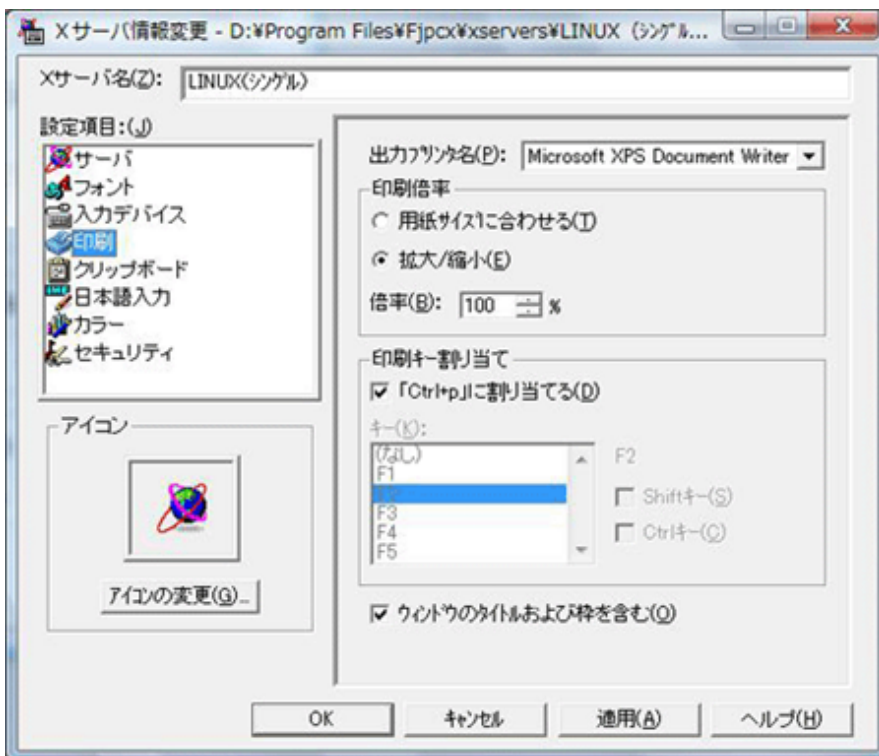 Xサーバ情報変更 - D:¥Program Files¥Fjpcx¥xservers¥LINUX (ｼﾝｸﾞﾙ...
Xサーバ名(Z): LINUX(ｼﾝｸﾞﾙ)
設定項目:(J)
サーバ
フォント
入力デバイス
印刷
クリップボード
日本語入力
カラー
セキュリティ
アイコン
ｱｲｺﾝの変更(G)...
出力ﾌﾟﾘﾝﾀ名(P): Microsoft XPS Document Writer
印刷倍率
用紙ｻｲｽﾞに合わせる(T)
拡大/縮小(E)
倍率(B): 100 %
印刷ｷｰ割り当て
「Ctrl+p」に割り当てる(D)
ｷｰ(K):
(なし)
F1
F2
F3
F4
F5
F2
Shiftｷｰ(S)
Ctrlｷｰ(C)
ｳｨﾝﾄﾞｳのﾀｲﾄﾙおよび枠を含む(O)
OK
ｷｬﾝｾﾙ
適用(A)
ヘルプ(H)